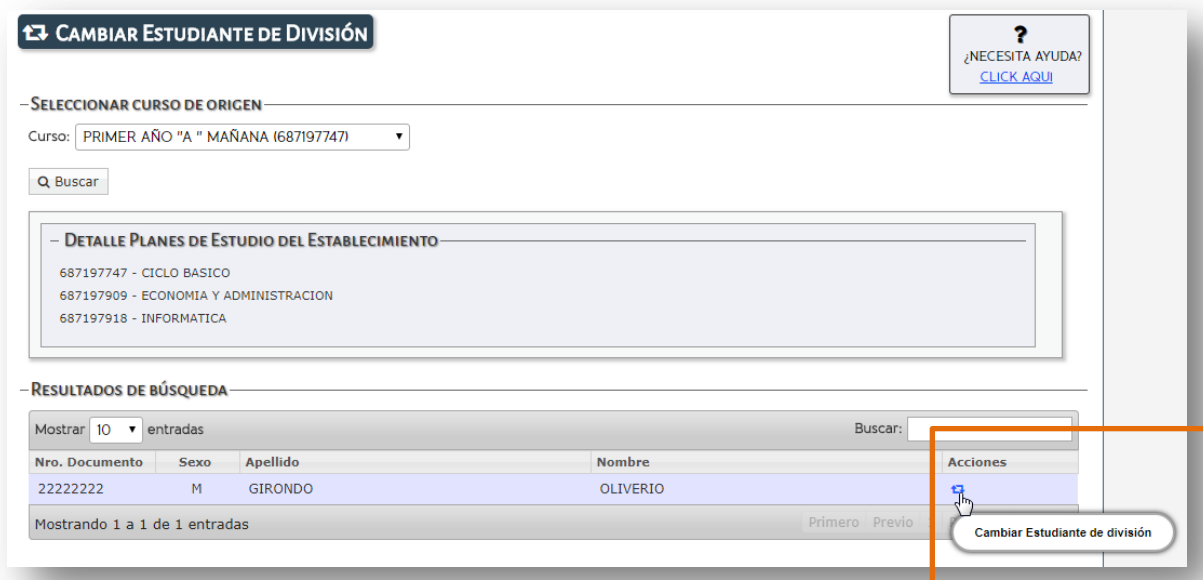 CAMBIAR ESTUDIANTE DE DIVISIÓN
?
¿NECESITA AYUDA?
CLICK AQUI
SELECCIONAR CURSO DE ORIGEN
Curso: PRIMER AÑO "A " MAÑANA (687197747)
Buscar
DETALLE PLANES DE ESTUDIO DEL ESTABLECIMIENTO
687197747 - CICLO BASICO
687197909 - ECONOMIA Y ADMINISTRACION
687197918 - INFORMATICA
RESULTADOS DE BÚSQUEDA
Mostrar 10 entradas Buscar:
Nro. Documento Sexo Apellido Nombre Acciones
22222222 M GIRONDO OLIVERIO
Mostrando 1 a 1 de 1 entradas Primero Previo
Cambiar Estudiante de división